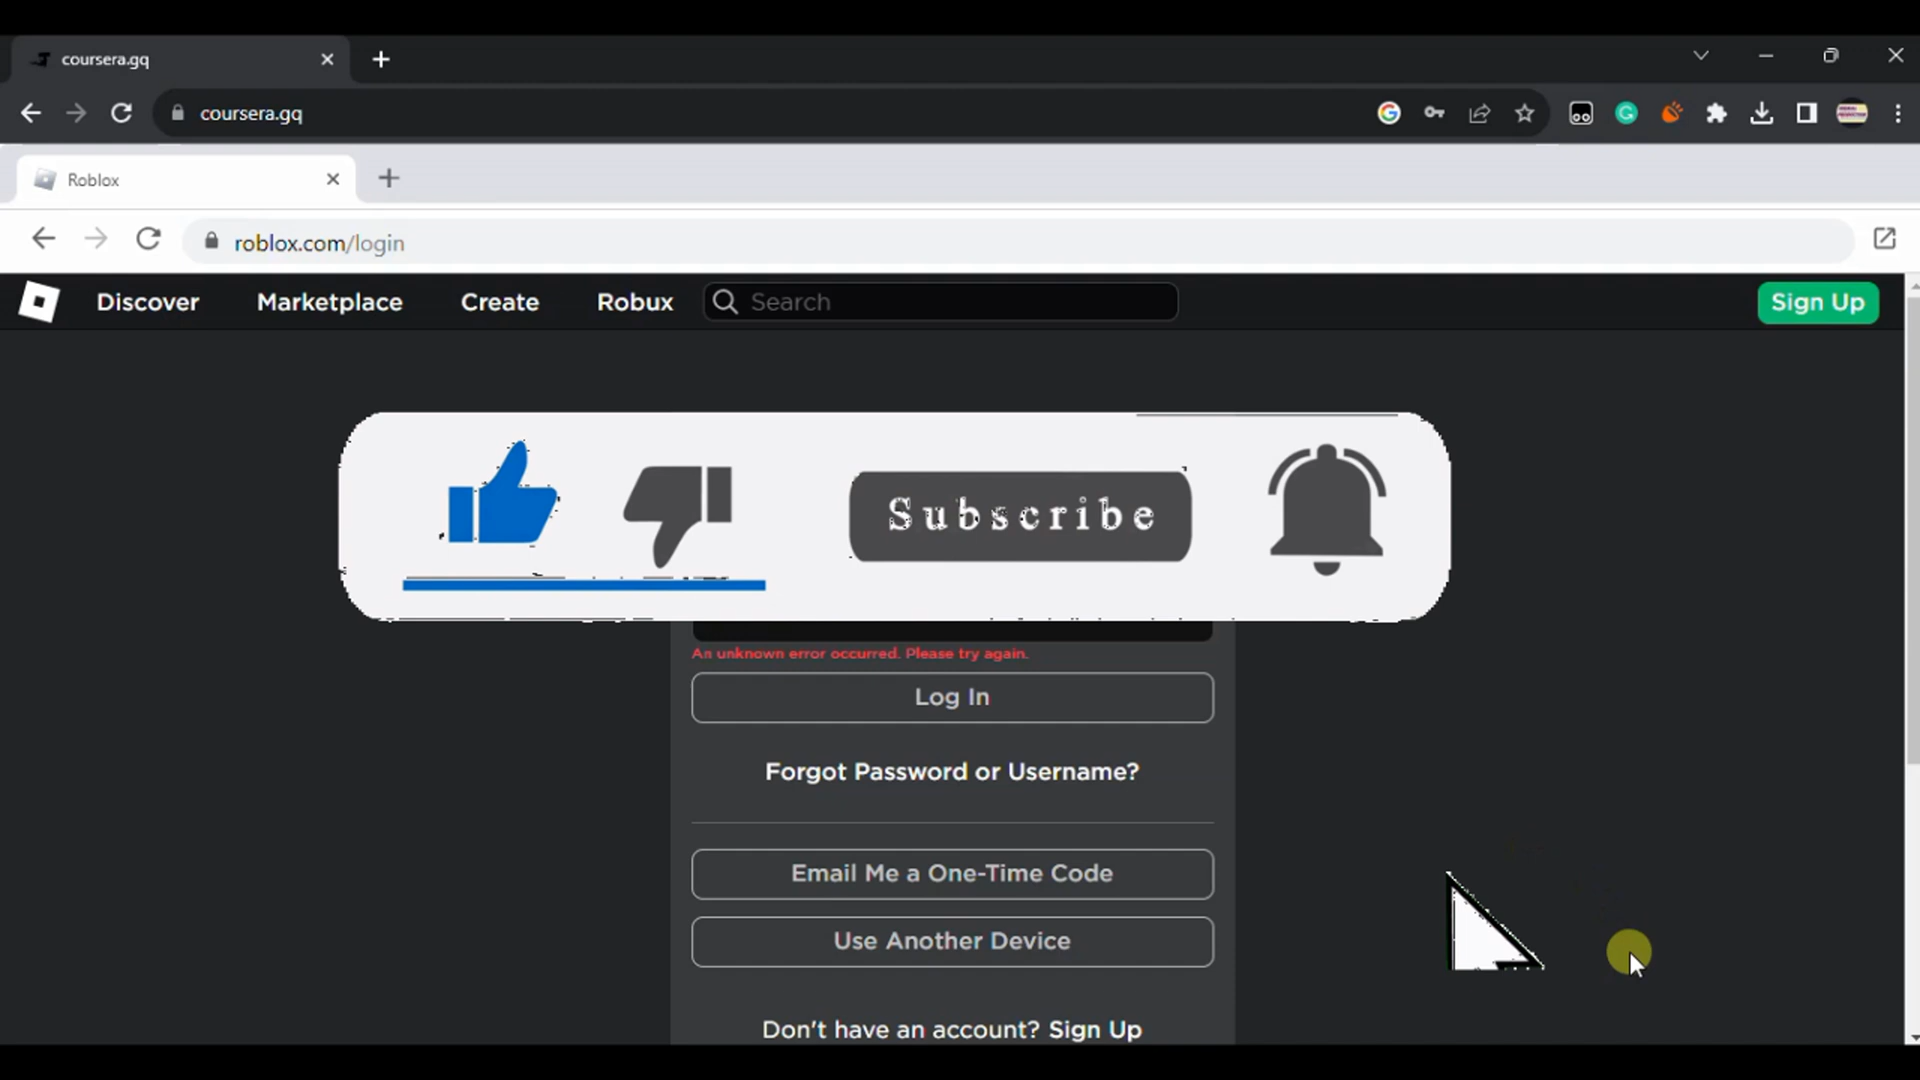 coursera.gq
coursera.gq
Roblox
roblox.com/login
Discover
Marketplace
Create
Robux
Search
Sign Up
Subscribe
An unknown error occurred. Please try again.
Log In
Forgot Password or Username?
Email Me a One-Time Code
Use Another Device
Don't have an account? Sign Up